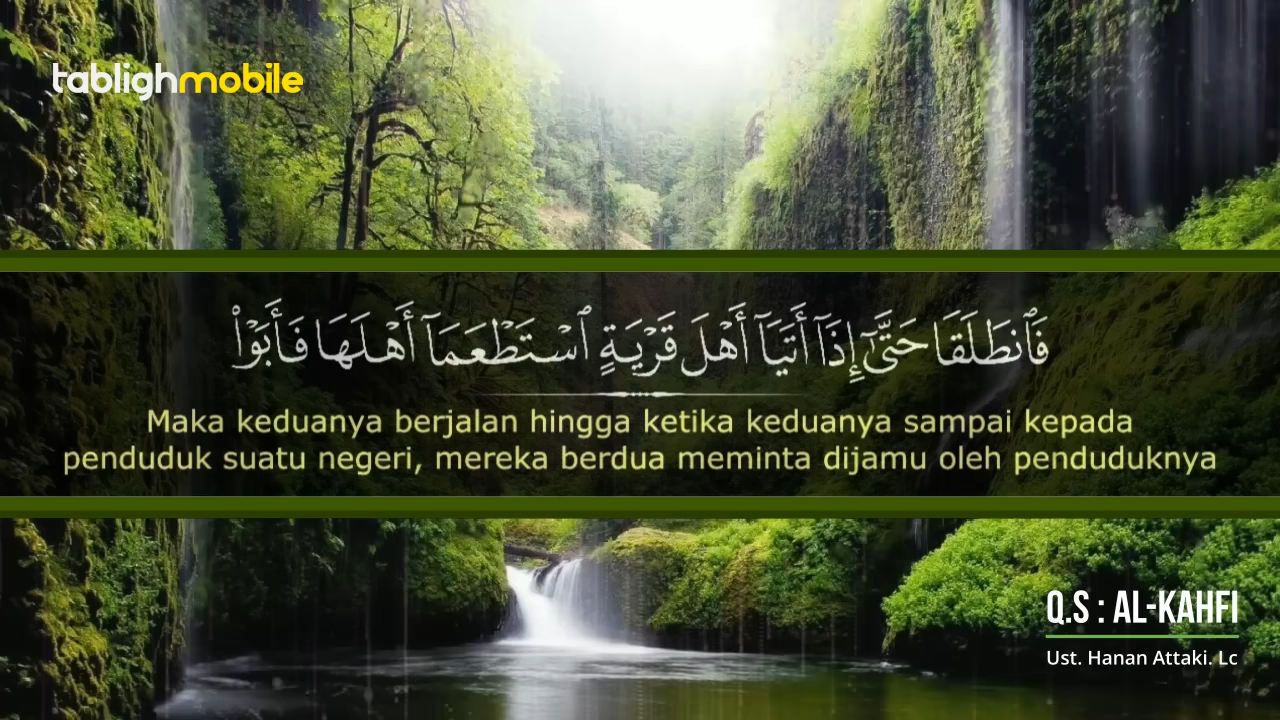 tablighmobile
فَٱنطَلَقَا حَتَّىٰٓ إِذَآ أَتَيَآ أَهْلَ قَرْيَةٍ ٱسْتَطْعَمَآ أَهْلَهَا فَأَبَوْا۟
Maka keduanya berjalan hingga ketika keduanya sampai kepada
penduduk suatu negeri, mereka berdua meminta dijamu oleh penduduknya
Q.S : AL-KAHFI
Ust. Hanan Attaki. Lc